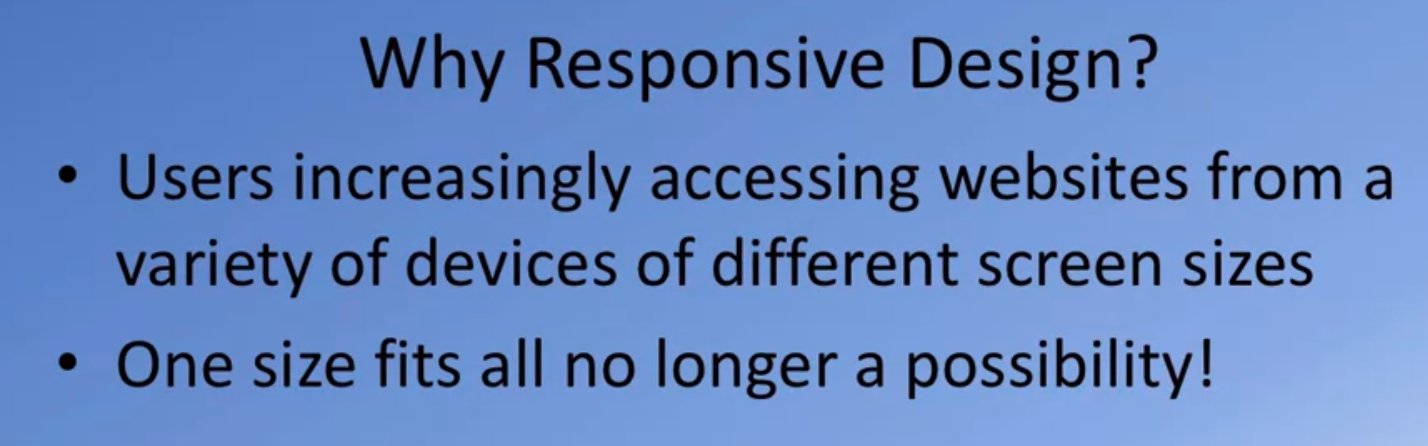 Why Responsive Design?
• Users increasingly accessing websites from a
variety of devices of different screen sizes
• One size fits all no longer a possibility!